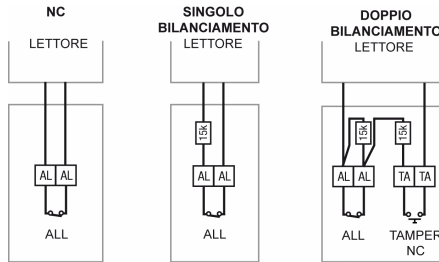 NC
LETTORE
AL AL
ALL
SINGOLO
BILANCIAMENTO
LETTORE
15k
AL AL
ALL
DOPPIO
BILANCIAMENTO
LETTORE
15k 15k
AL AL TA TA
ALL TAMPER
NC